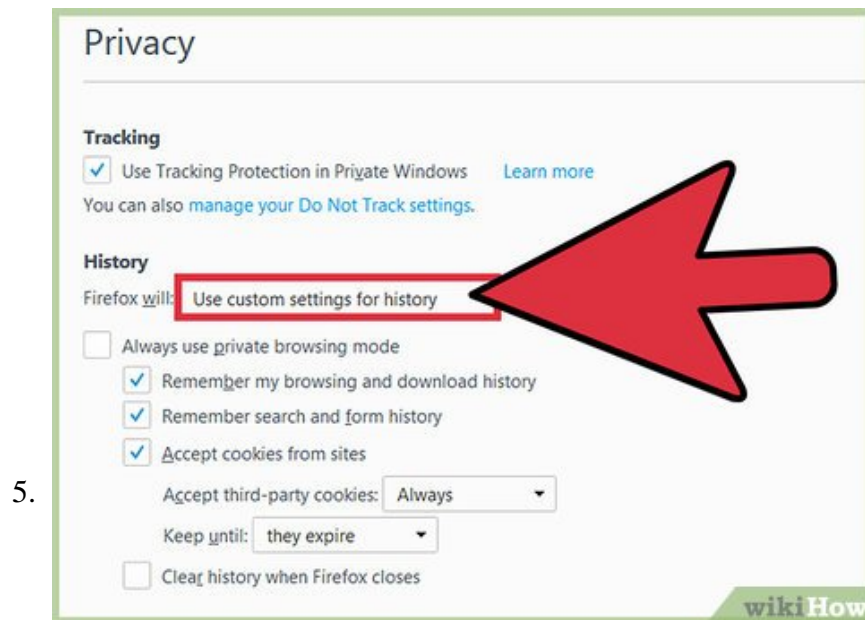 Privacy
Tracking
Use Tracking Protection in Private Windows Learn more
You can also manage your Do Not Track settings.
History
Firefox will: Use custom settings for history
Always use private browsing mode
Remember my browsing and download history
Remember search and form history
Accept cookies from sites
5.
Accept third-party cookies: Always
Keep until: they expire
Clear history when Firefox closes
wikiHow